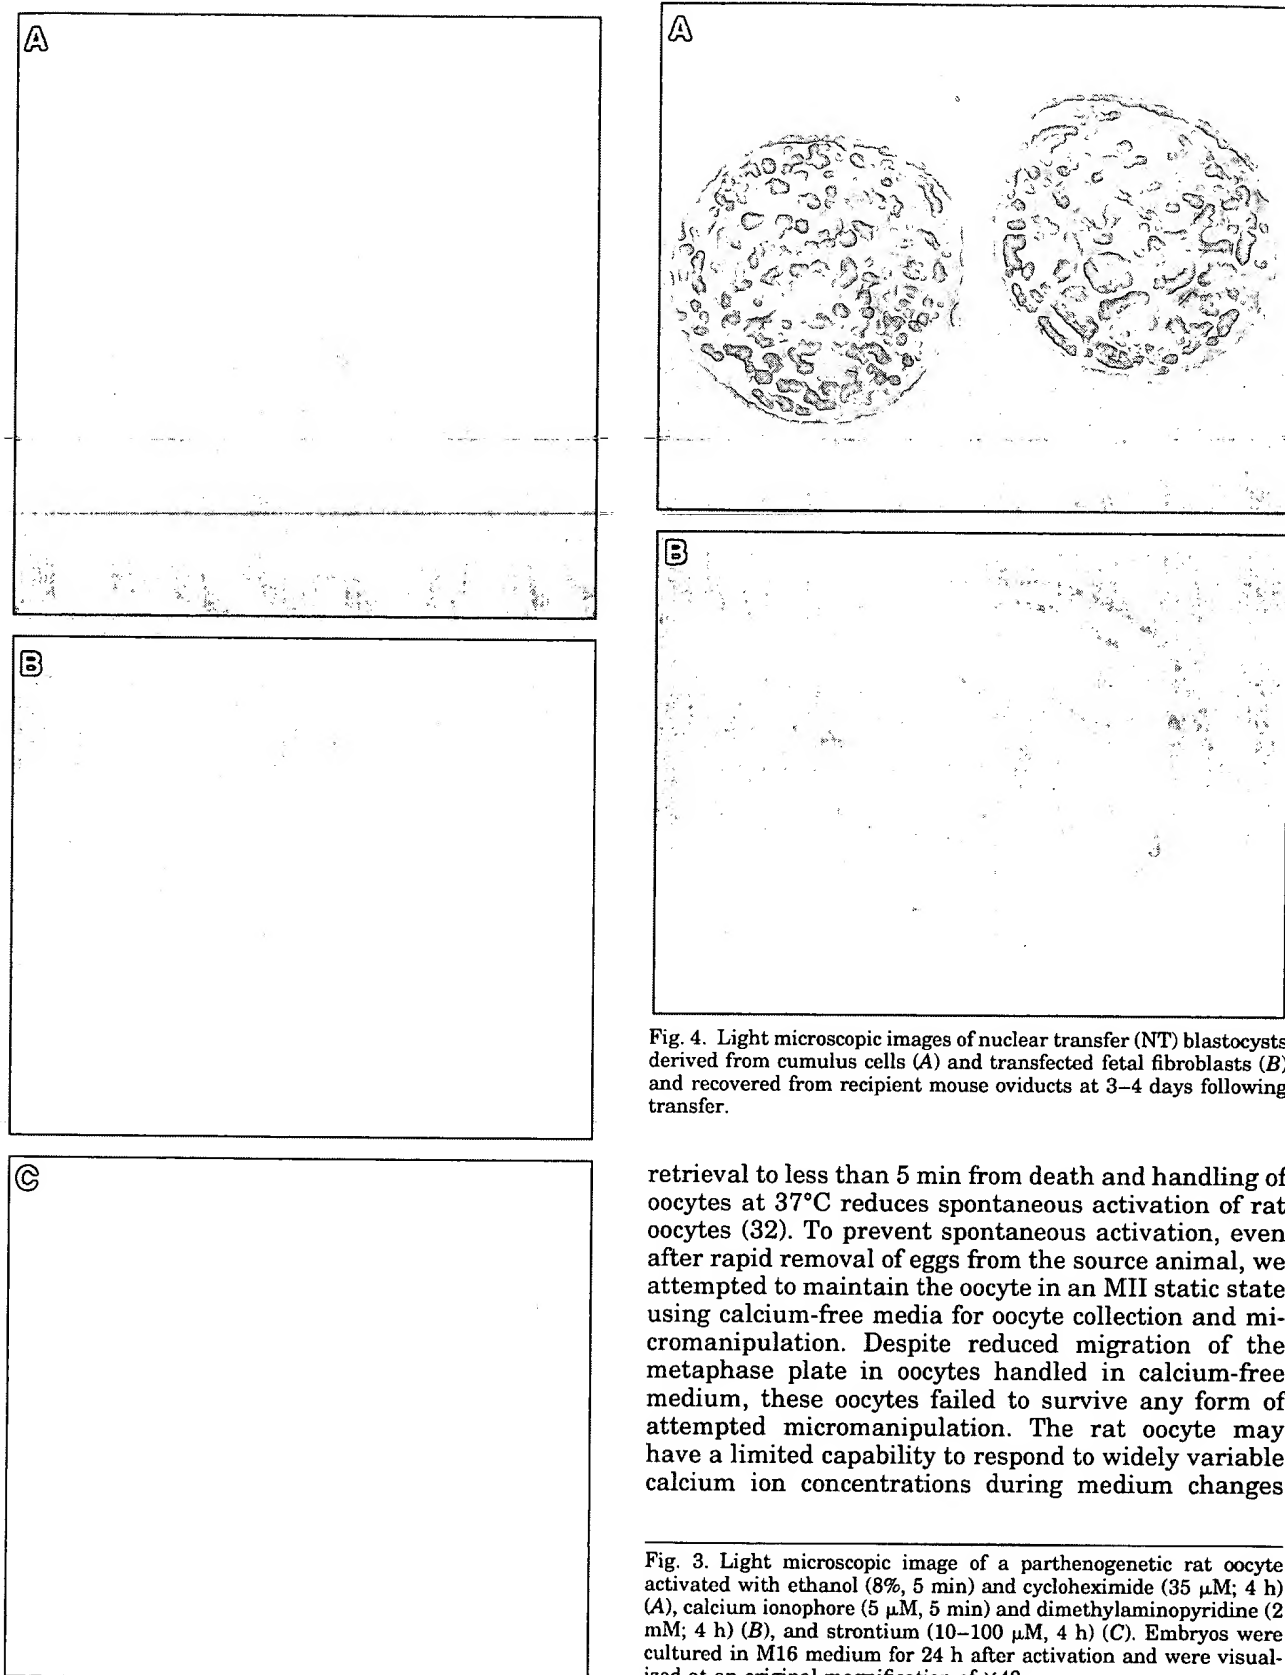 A
B
C
A
B
Fig. 4. Light microscopic images of nuclear transfer (NT) blastocysts
derived from cumulus cells (A) and transfected fetal fibroblasts (B)
and recovered from recipient mouse oviducts at 3–4 days following
transfer.
retrieval to less than 5 min from death and handling of
oocytes at 37°C reduces spontaneous activation of rat
oocytes (32). To prevent spontaneous activation, even
after rapid removal of eggs from the source animal, we
attempted to maintain the oocyte in an MII static state
using calcium-free media for oocyte collection and mi-
cromanipulation. Despite reduced migration of the
metaphase plate in oocytes handled in calcium-free
medium, these oocytes failed to survive any form of
attempted micromanipulation. The rat oocyte may
have a limited capability to respond to widely variable
calcium ion concentrations during medium changes
Fig. 3. Light microscopic image of a parthenogenetic rat oocyte
activated with ethanol (8%, 5 min) and cycloheximide (35 μM; 4 h)
(A), calcium ionophore (5 μM, 5 min) and dimethylaminopyridine (2
mM; 4 h) (B), and strontium (10–100 μM, 4 h) (C). Embryos were
cultured in M16 medium for 24 h after activation and were visual-
ized at an original magnification of ×40.